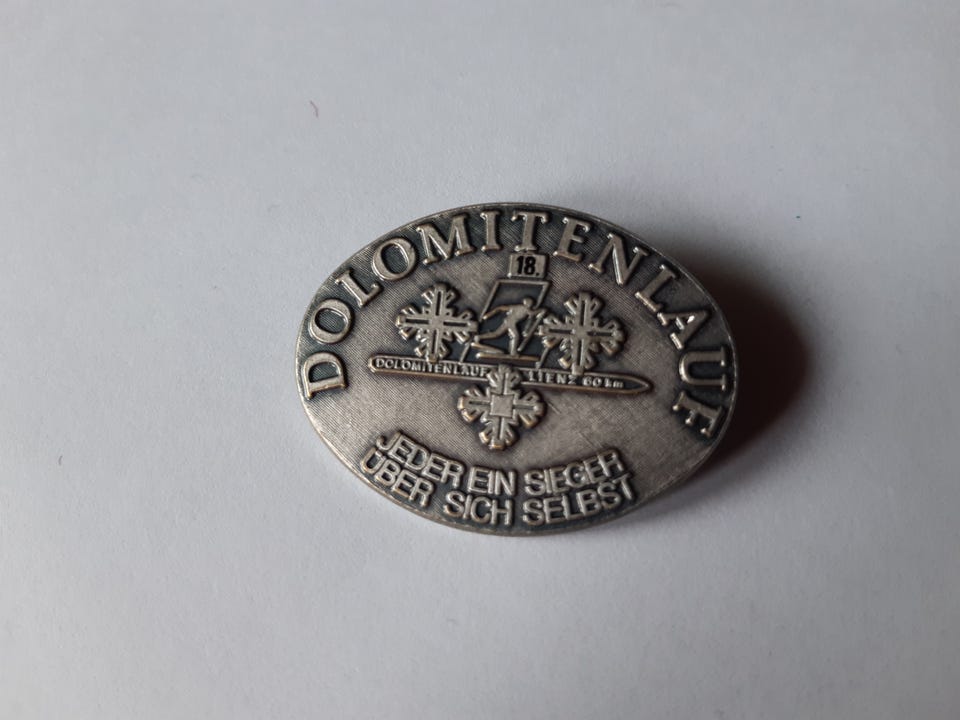 DOLOMITENLAUF
18.
DOLOMITENLAUF LIENZ 60 km
JEDER EIN SIEGER
ÜBER SICH SELBST